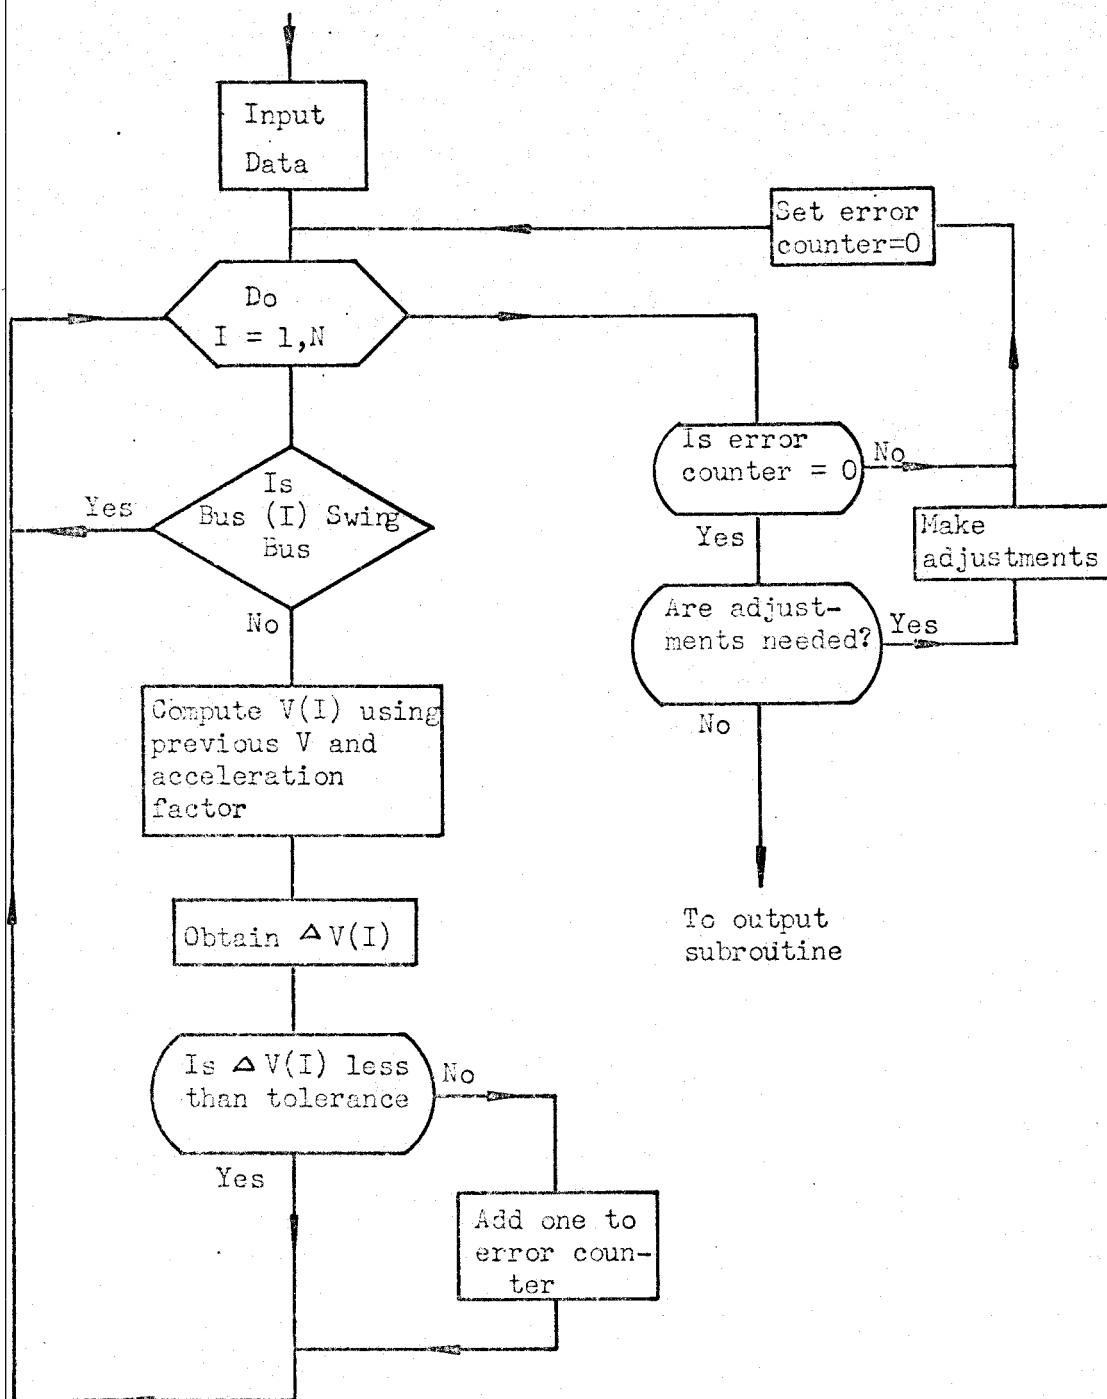 Input
Data
Set error
counter=0
Do
I = 1,N
Is error
counter = 0
No
Is
Bus (I) Swing
Bus
Yes
Make
adjustments
Yes
Are adjust-
ments needed?
Yes
No
No
Compute V(I) using
previous V and
acceleration
factor
To output
subroutine
Obtain Δ V(I)
Is Δ V(I) less
than tolerance
No
Yes
Add one to
error coun-
ter